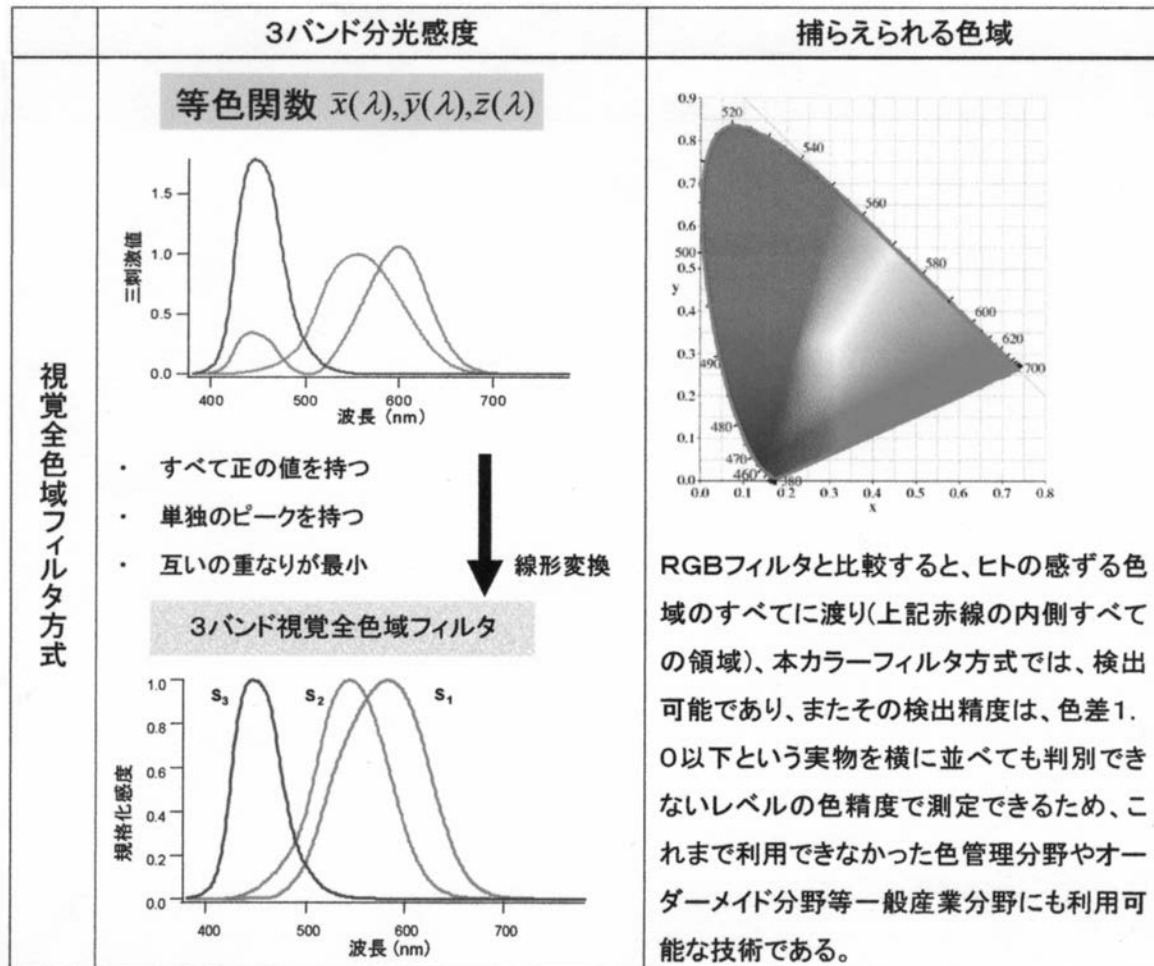 3バンド分光感度
捕らえられる色域
視覚全色域フィルタ方式
等色関数 x̄(λ),ȳ(λ),z̄(λ)
三刺激値
1.5
1.0
0.5
0.0
400 500 600 700
波長 (nm)
・ すべて正の値を持つ
・ 単独のピークを持つ
・ 互いの重なりが最小
線形変換
3バンド視覚全色域フィルタ
規格化感度
1.0
0.8
0.6
0.4
0.2
0.0
S₃ S₂ S₁
400 500 600 700
波長 (nm)
0.9
0.8
0.7
0.6
500
0.5
y
0.4
0.3
490
0.2
480
0.1
470
460
0.0
380
520
540
560
580
600
620
700
0.0 0.1 0.2 0.3 0.4 0.5 0.6 0.7 0.8
x
RGBフィルタと比較すると、ヒトの感ずる色
域のすべてに渡り(上記赤線の内側すべて
の領域)、本カラーフィルタ方式では、検出
可能であり、またその検出精度は、色差1.
0以下という実物を横に並べても判別でき
ないレベルの色精度で測定できるため、こ
れまで利用できなかった色管理分野やオー
ダーメイド分野等一般産業分野にも利用可
能な技術である。